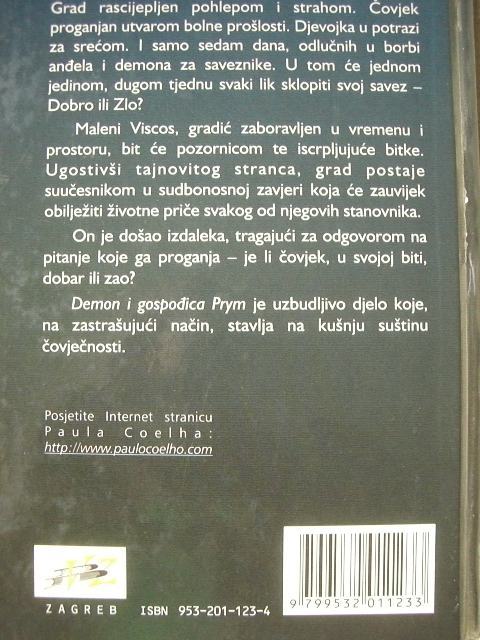 Grad rascijepljen pohlepom i strahom. Čovjek
proganjan utvarom bolne prošlosti. Djevojka u potrazi
za srećom. I samo sedam dana, odlučnih u borbi
anđela i demona za saveznike. U tom će jednom
jedinom, dugom tjednu svaki lik sklopiti svoj savez –
Dobro ili Zlo?
Maleni Viscos, gradić zaboravljen u vremenu i
prostoru, bit će pozornicom te iscrpljujuće bitke.
Ugostivši tajnovitog stranca, grad postaje
suučesnikom u sudbonosnoj zavjeri koja će zauvijek
obilježiti životne priče svakog od njegovih stanovnika.
On je došao izdaleka, tragajući za odgovorom na
pitanje koje ga proganja – je li čovjek, u svojoj biti,
dobar ili zao?
Demon i gospođica Prym je uzbudljivo djelo koje,
na zastrašujući način, stavlja na kušnju suštinu
čovječnosti.
Posjetite Internet stranicu
Paula Coelha:
http://www.paulocoelho.com
ZAGREB ISBN 953-201-123-4
9 799532 011233